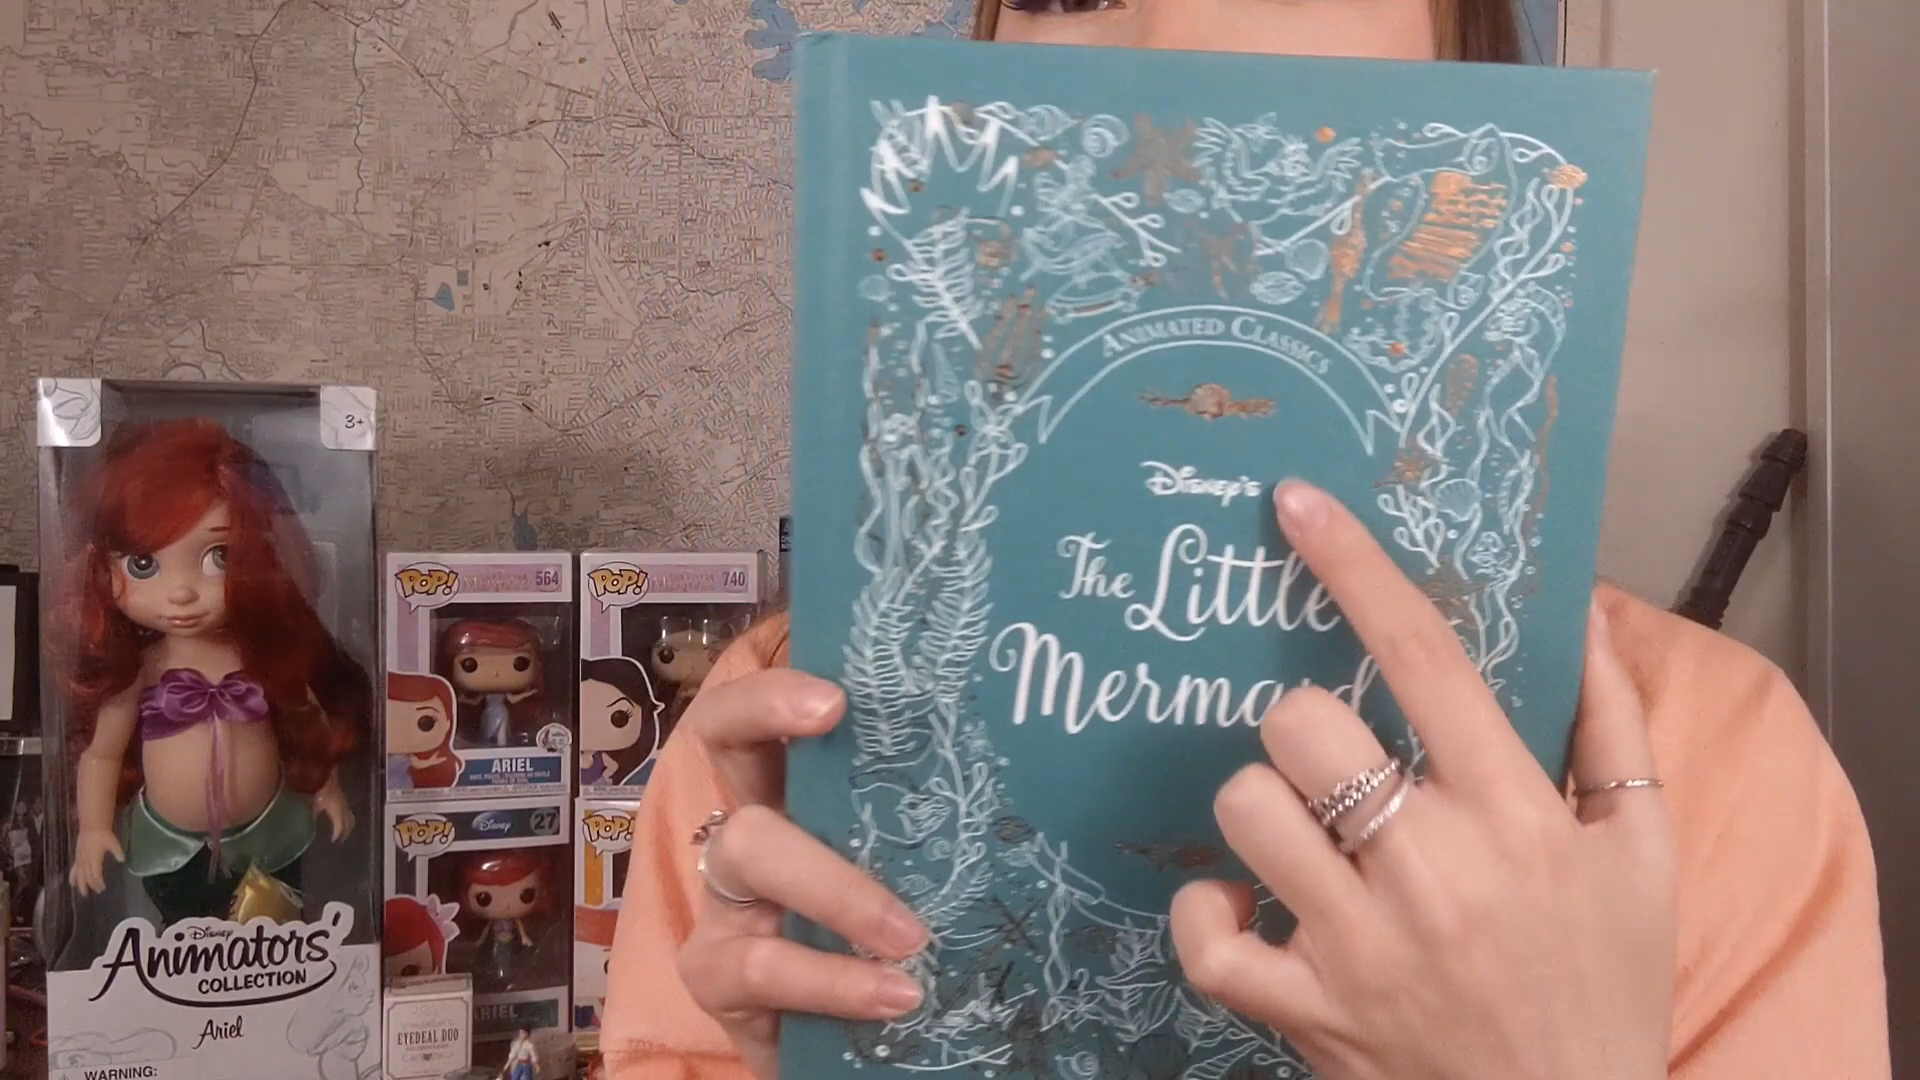 ANIMATED CLASSICS
DISNEY'S
The Little
Mermaid
3+
Disney
Animators'
COLLECTION
Ariel
WARNING:
POP!
564
ARIEL
POP!
740
POP!
Disney
27
ARIEL
POP!
EYEDEAL DUO